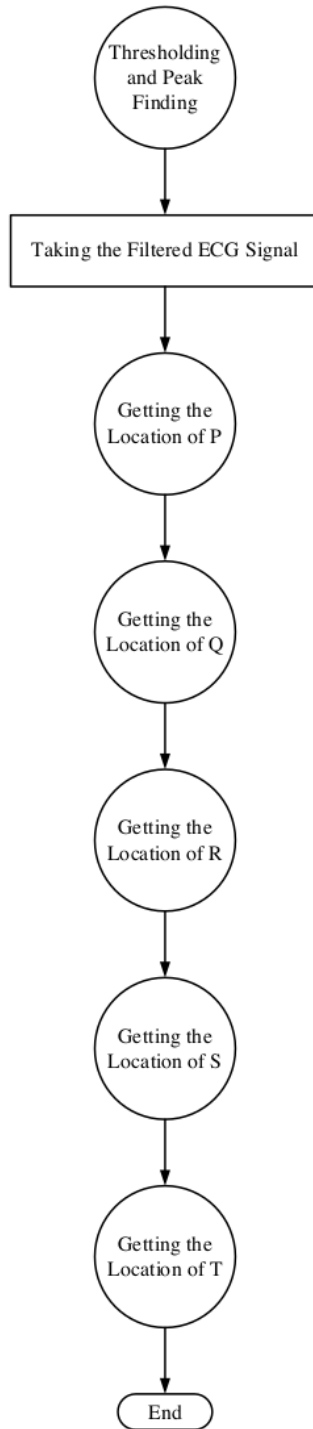 Thresholding
and Peak
Finding
Taking the Filtered ECG Signal
Getting the
Location of P
Getting the
Location of Q
Getting the
Location of R
Getting the
Location of S
Getting the
Location of T
End